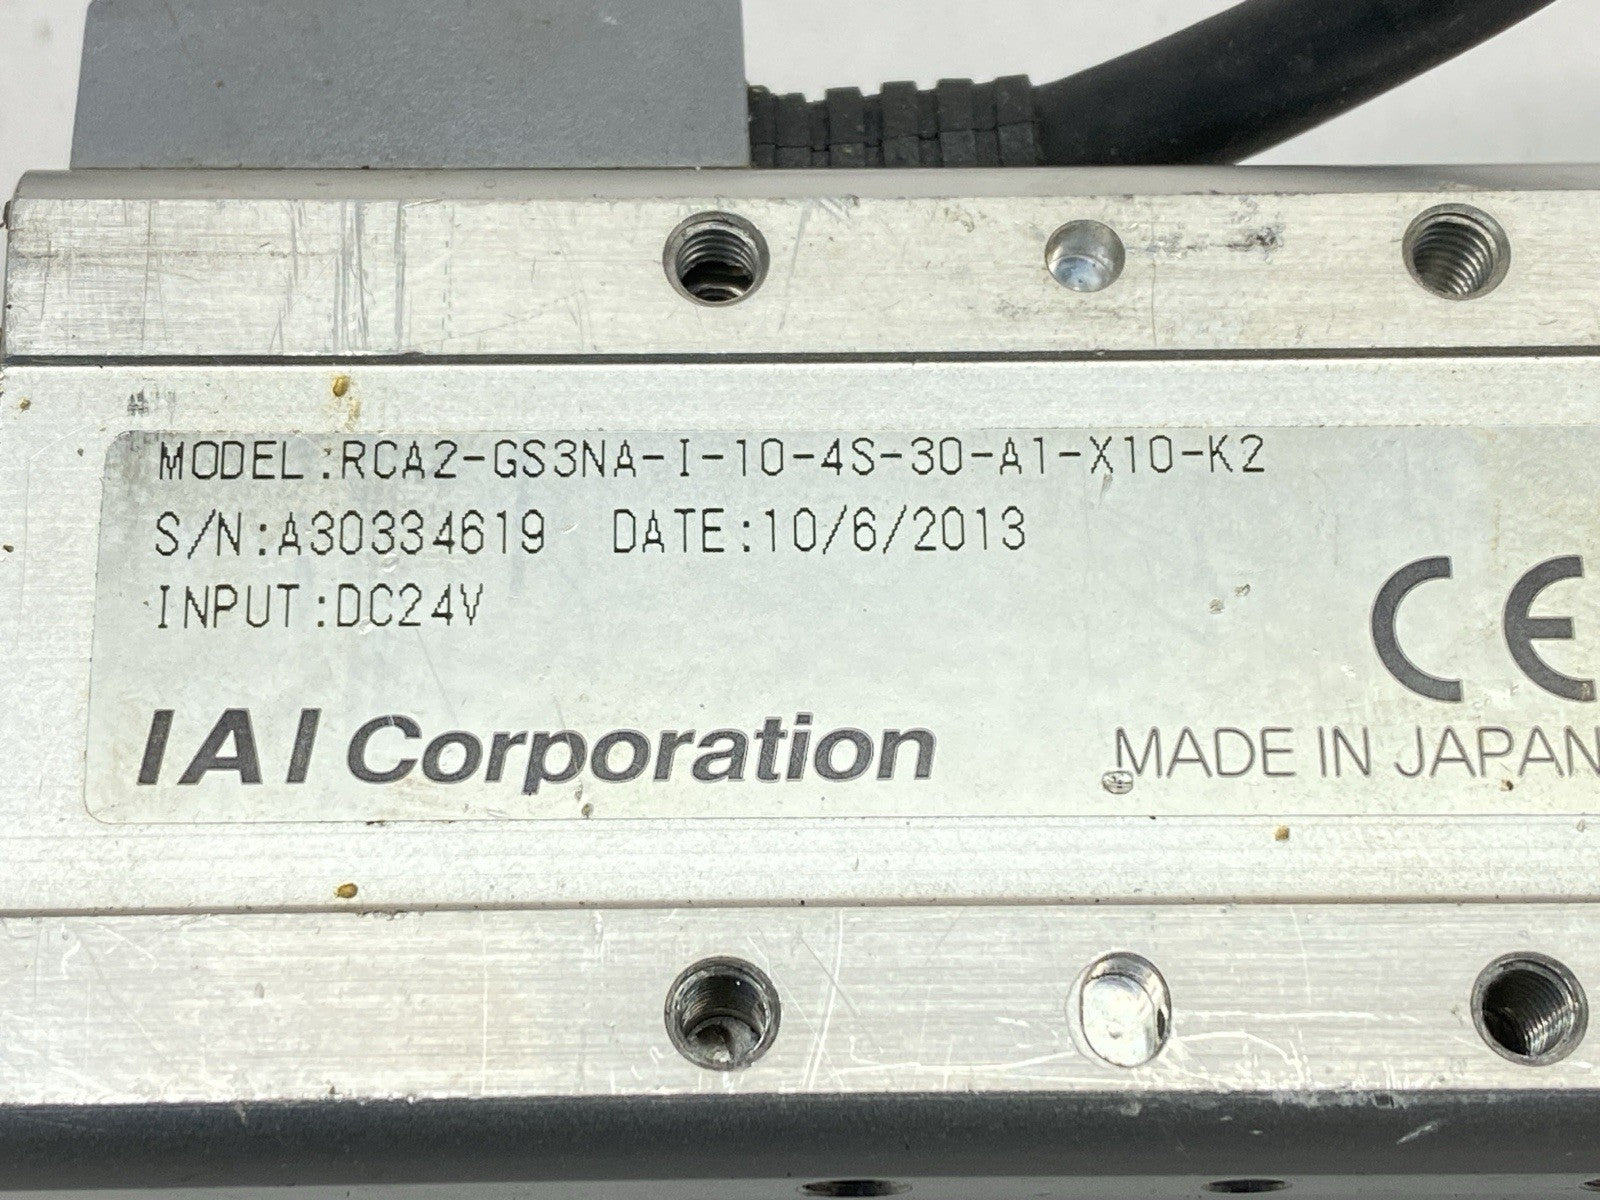 MODEL:RCA2-GS3NA-I-10-4S-30-A1-X10-K2
S/N:A30334619 DATE:10/6/2013
INPUT:DC24V
CE
IAI Corporation
MADE IN JAPAN